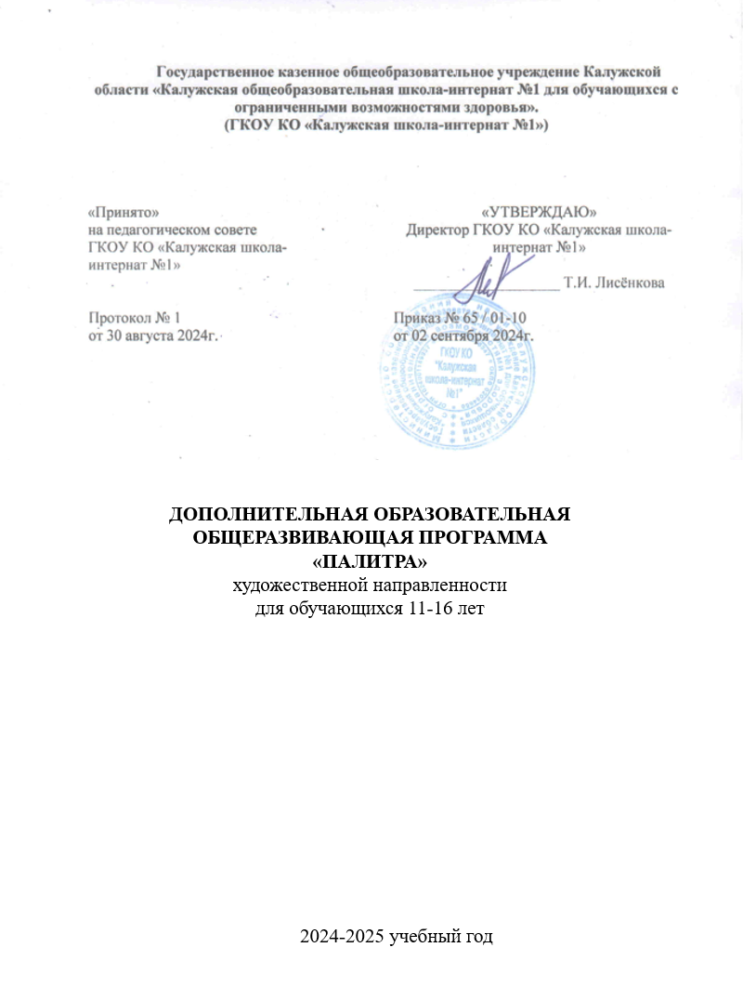 Государственное казенное общеобразовательное учреждение Калужской
области «Калужская общеобразовательная школа-интернат №1 для обучающихся с
ограниченными возможностями здоровья».
(ГКОУ КО «Калужская школа-интернат №1»)
«Принято»
на педагогическом совете
ГКОУ КО «Калужская школа-
интернат №1»
Протокол № 1
от 30 августа 2024г.
«УТВЕРЖДАЮ»
Директор ГКОУ КО «Калужская школа-
интернат №1»
Т.И. Лисёнкова
Приказ № 65 / 01-10
от 02 сентября 2024г.
ГКОУ КО
"Калужская
школа-интернат
№1"
ДОПОЛНИТЕЛЬНАЯ ОБРАЗОВАТЕЛЬНАЯ
ОБЩЕРАЗВИВАЮЩАЯ ПРОГРАММА
«ПАЛИТРА»
художественной направленности
для обучающихся 11-16 лет
2024-2025 учебный год